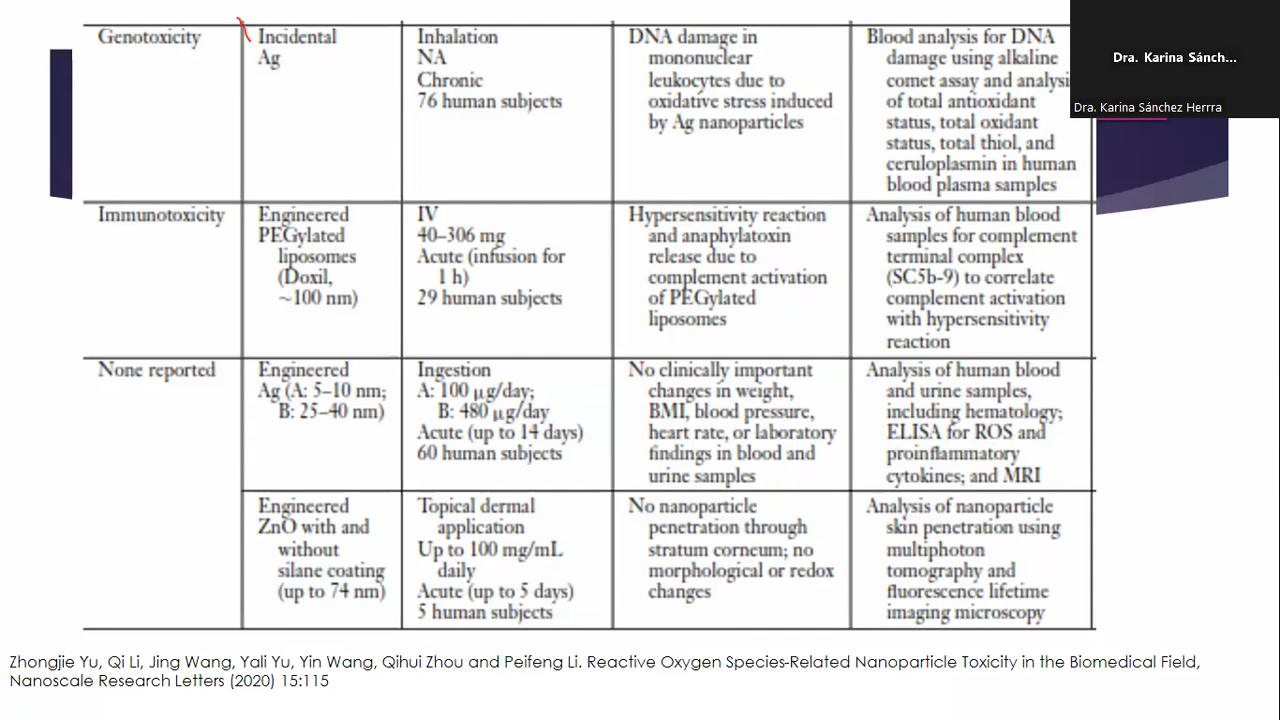 Genotoxicity
Incidental
Ag
Inhalation
NA
Chronic
76 human subjects
DNA damage in
mononuclear
leukocytes due to
oxidative stress induced
by Ag nanoparticles
Blood analysis for DNA
damage using alkaline
comet assay and analysi
of total antioxidant
status, total oxidant
status, total thiol, and
ceruloplasmin in human
blood plasma samples
Immunotoxicity
Engineered
PEGylated
liposomes
(Doxil,
~100 nm)
IV
40–306 mg
Acute (infusion for
1 h)
29 human subjects
Hypersensitivity reaction
and anaphylatoxin
release due to
complement activation
of PEGylated
liposomes
Analysis of human blood
samples for complement
terminal complex
(SC5b-9) to correlate
complement activation
with hypersensitivity
reaction
None reported
Engineered
Ag (A: 5–10 nm;
B: 25–40 nm)
Ingestion
A: 100 μg/day;
B: 480 μg/day
Acute (up to 14 days)
60 human subjects
No clinically important
changes in weight,
BMI, blood pressure,
heart rate, or laboratory
findings in blood and
urine samples
Analysis of human blood
and urine samples,
including hematology;
ELISA for ROS and
proinflammatory
cytokines; and MRI
Engineered
ZnO with and
without
silane coating
(up to 74 nm)
Topical dermal
application
Up to 100 mg/mL
daily
Acute (up to 5 days)
5 human subjects
No nanoparticle
penetration through
stratum corneum; no
morphological or redox
changes
Analysis of nanoparticle
skin penetration using
multiphoton
tomography and
fluorescence lifetime
imaging microscopy
Dra. Karina Sánch...
Dra. Karina Sánchez Herrra
Zhongjie Yu, Qi Li, Jing Wang, Yali Yu, Yin Wang, Qihui Zhou and Peifeng Li. Reactive Oxygen Species-Related Nanoparticle Toxicity in the Biomedical Field,
Nanoscale Research Letters (2020) 15:115